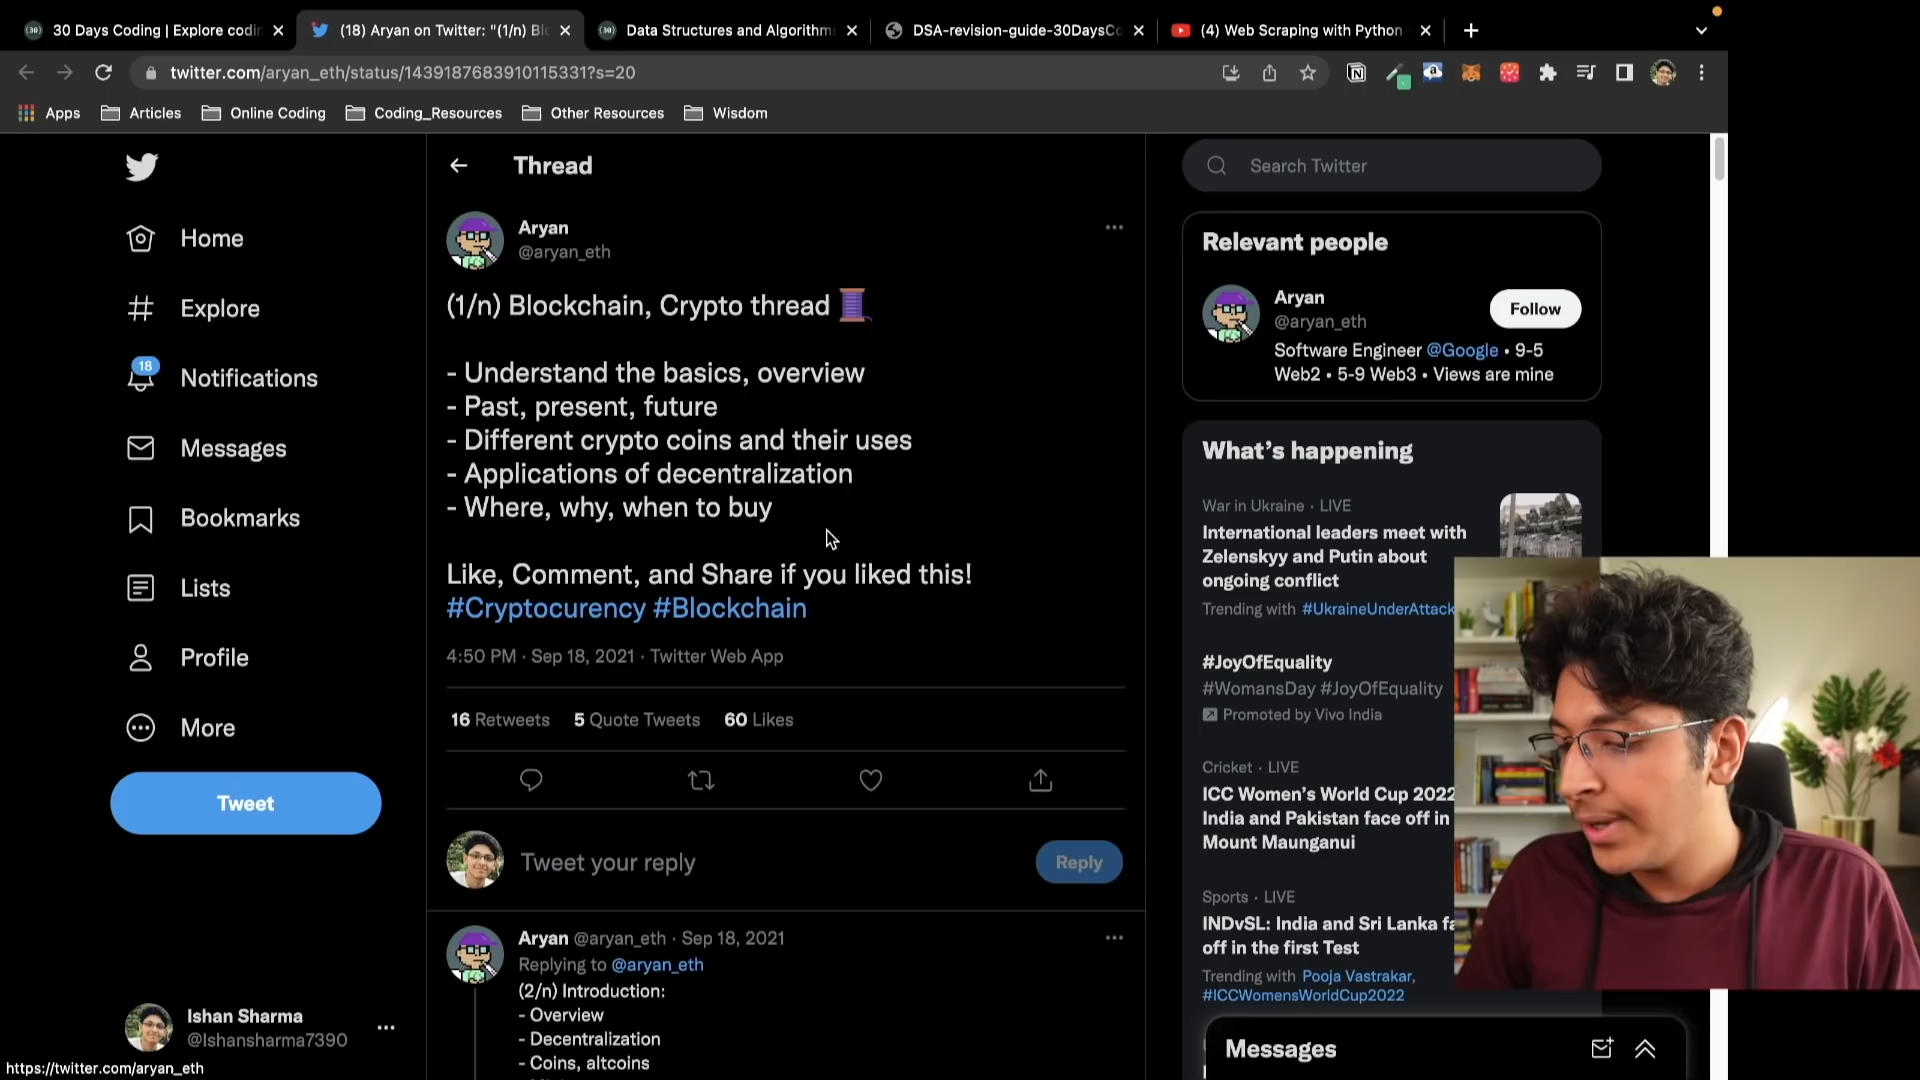 30 Days Coding | Explore codi
(18) Aryan on Twitter: "(1/n) Bl
Data Structures and Algorithm
DSA-revision-guide-30DaysCo
(4) Web Scraping with Python
twitter.com/aryan_eth/status/1439187683910115331?s=20
Apps
Articles
Online Coding
Coding_Resources
Other Resources
Wisdom
Home
Explore
18
Notifications
Messages
Bookmarks
Lists
Profile
More
Tweet
Ishan Sharma
@Ishansharma7390
https://twitter.com/aryan_eth
Thread
Aryan
@aryan_eth
(1/n) Blockchain, Crypto thread
- Understand the basics, overview
- Past, present, future
- Different crypto coins and their uses
- Applications of decentralization
- Where, why, when to buy
Like, Comment, and Share if you liked this!
#Cryptocurency #Blockchain
4:50 PM · Sep 18, 2021 · Twitter Web App
16 Retweets 5 Quote Tweets 60 Likes
Tweet your reply
Reply
Aryan @aryan_eth · Sep 18, 2021
Replying to @aryan_eth
(2/n) Introduction:
- Overview
- Decentralization
- Coins, altcoins
Search Twitter
Relevant people
Aryan
@aryan_eth
Follow
Software Engineer @Google • 9-5
Web2 • 5-9 Web3 • Views are mine
What's happening
War in Ukraine · LIVE
International leaders meet with
Zelenskyy and Putin about
ongoing conflict
Trending with #UkraineUnderAttack
#JoyOfEquality
#WomansDay #JoyOfEquality
Promoted by Vivo India
Cricket · LIVE
ICC Women's World Cup 2022
India and Pakistan face off in
Mount Maunganui
Sports · LIVE
INDvSL: India and Sri Lanka fa
off in the first Test
Trending with Pooja Vastrakar,
#ICCWomensWorldCup2022
Messages